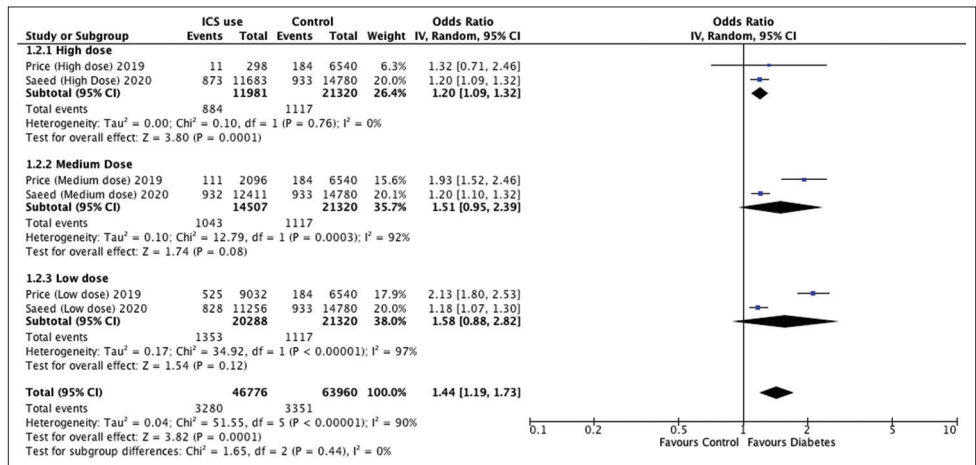 ICS use Control Odds Ratio Odds Ratio
Study or Subgroup Events Total Events Total Weight IV, Random, 95% CI IV, Random, 95% CI
1.2.1 High dose
Price (High dose) 2019 11 298 184 6540 6.3% 1.32 [0.71, 2.46]
Saeed (High Dose) 2020 873 11683 933 14780 20.0% 1.20 [1.09, 1.32]
Subtotal (95% CI) 11981 21320 26.4% 1.20 [1.09, 1.32]
Total events 884 1117
Heterogeneity: Tau² = 0.00; Chi² = 0.10, df = 1 (P = 0.76); I² = 0%
Test for overall effect: Z = 3.80 (P = 0.0001)
1.2.2 Medium Dose
Price (Medium dose) 2019 111 2096 184 6540 15.6% 1.93 [1.52, 2.46]
Saeed (Medium dose) 2020 932 12411 933 14780 20.1% 1.20 [1.10, 1.32]
Subtotal (95% CI) 14507 21320 35.7% 1.51 [0.95, 2.39]
Total events 1043 1117
Heterogeneity: Tau² = 0.10; Chi² = 12.79, df = 1 (P = 0.0003); I² = 92%
Test for overall effect: Z = 1.74 (P = 0.08)
1.2.3 Low dose
Price (Low dose) 2019 525 9032 184 6540 17.9% 2.13 [1.80, 2.53]
Saeed (Low dose) 2020 828 11256 933 14780 20.0% 1.18 [1.07, 1.30]
Subtotal (95% CI) 20288 21320 38.0% 1.58 [0.88, 2.82]
Total events 1353 1117
Heterogeneity: Tau² = 0.17; Chi² = 34.92, df = 1 (P < 0.00001); I² = 97%
Test for overall effect: Z = 1.54 (P = 0.12)
Total (95% CI) 46776 63960 100.0% 1.44 [1.19, 1.73]
Total events 3280 3351
Heterogeneity: Tau² = 0.04; Chi² = 51.55, df = 5 (P < 0.00001); I² = 90%
Test for overall effect: Z = 3.82 (P = 0.0001)
Test for subgroup differences: Chi² = 1.65, df = 2 (P = 0.44), I² = 0%
0.1 0.2 0.5 1 2 5 10
Favours Control Favours Diabetes